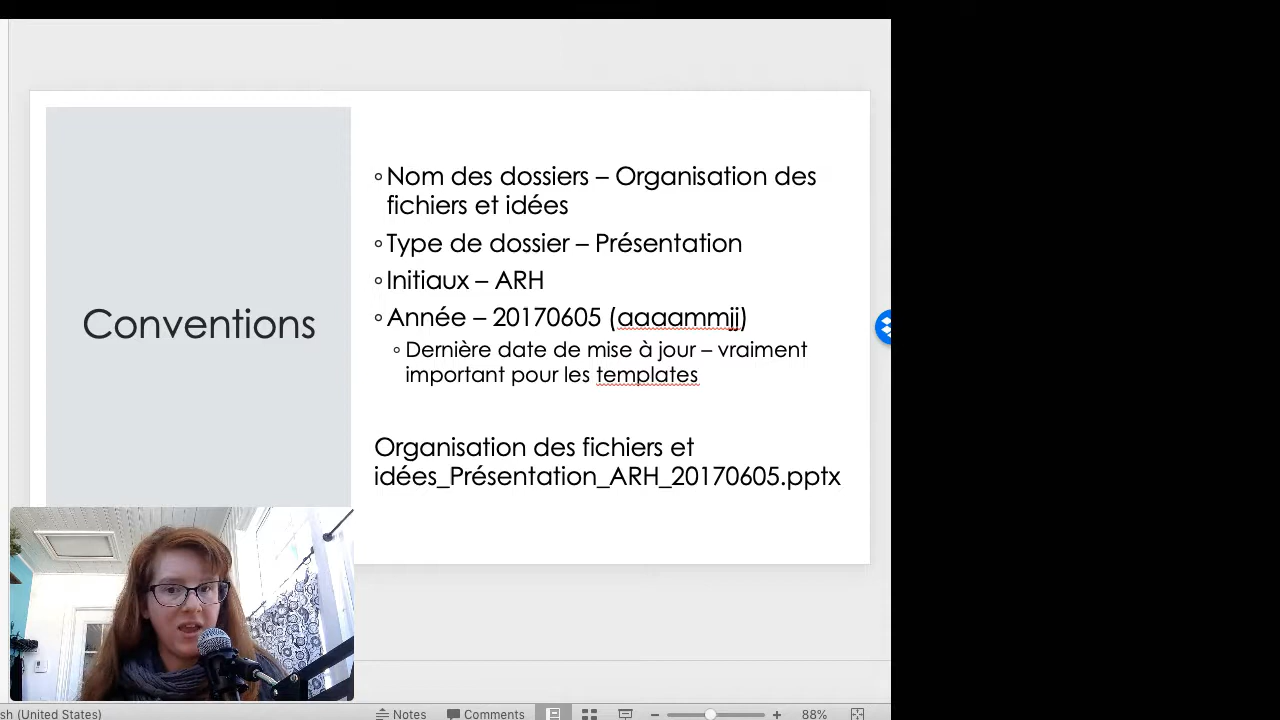 Conventions
Nom des dossiers – Organisation des
fichiers et idées
Type de dossier – Présentation
Initiaux – ARH
Année – 20170605 (aaaammjj)
Dernière date de mise à jour – vraiment
important pour les templates
Organisation des fichiers et
idées_Présentation_ARH_20170605.pptx
sh (United States) Notes Comments 88%